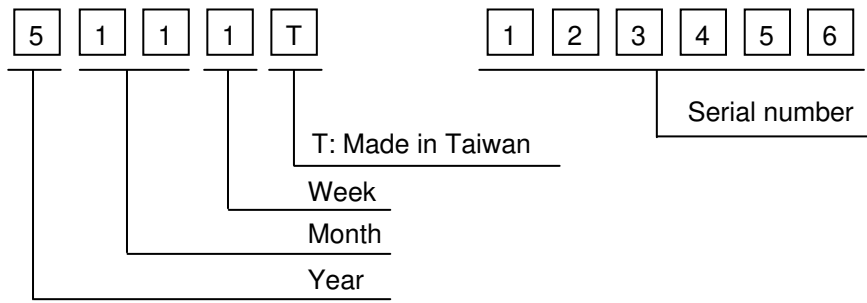 5 1 1 1 T 1 2 3 4 5 6
Serial number
T: Made in Taiwan
Week
Month
Year